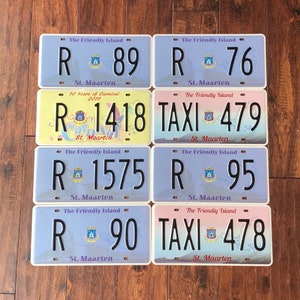 The Friendly Island
R 89
St. Maarten
The Friendly Island
R 76
St. Maarten
50 Years of Carnival
R 1418
St. Maarten
The Friendly Island
TAXI 479
St. Maarten
The Friendly Island
R 1575
St. Maarten
The Friendly Island
R 95
St. Maarten
The Friendly Island
R 90
St. Maarten
The Friendly Island
TAXI 478
St. Maarten